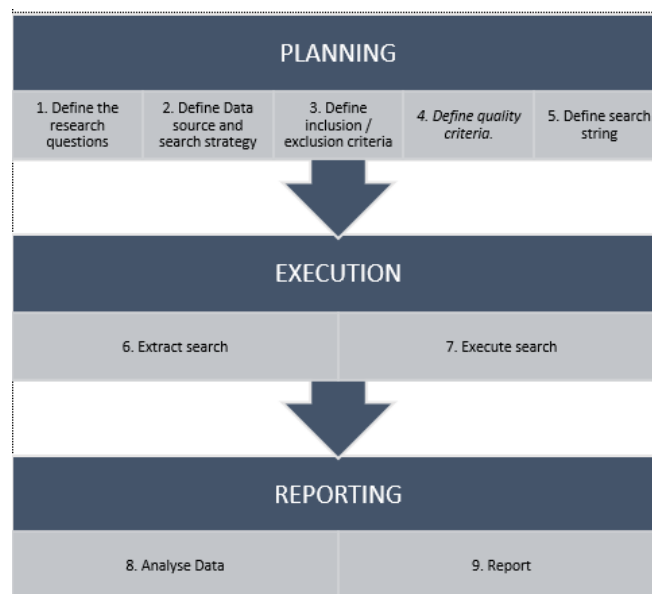 PLANNING
1. Define the
research
questions
2. Define Data
source and
search strategy
3. Define
inclusion /
exclusion criteria
4. Define quality
criteria.
5. Define search
string
EXECUTION
6. Extract search
7. Execute search
REPORTING
8. Analyse Data
9. Report